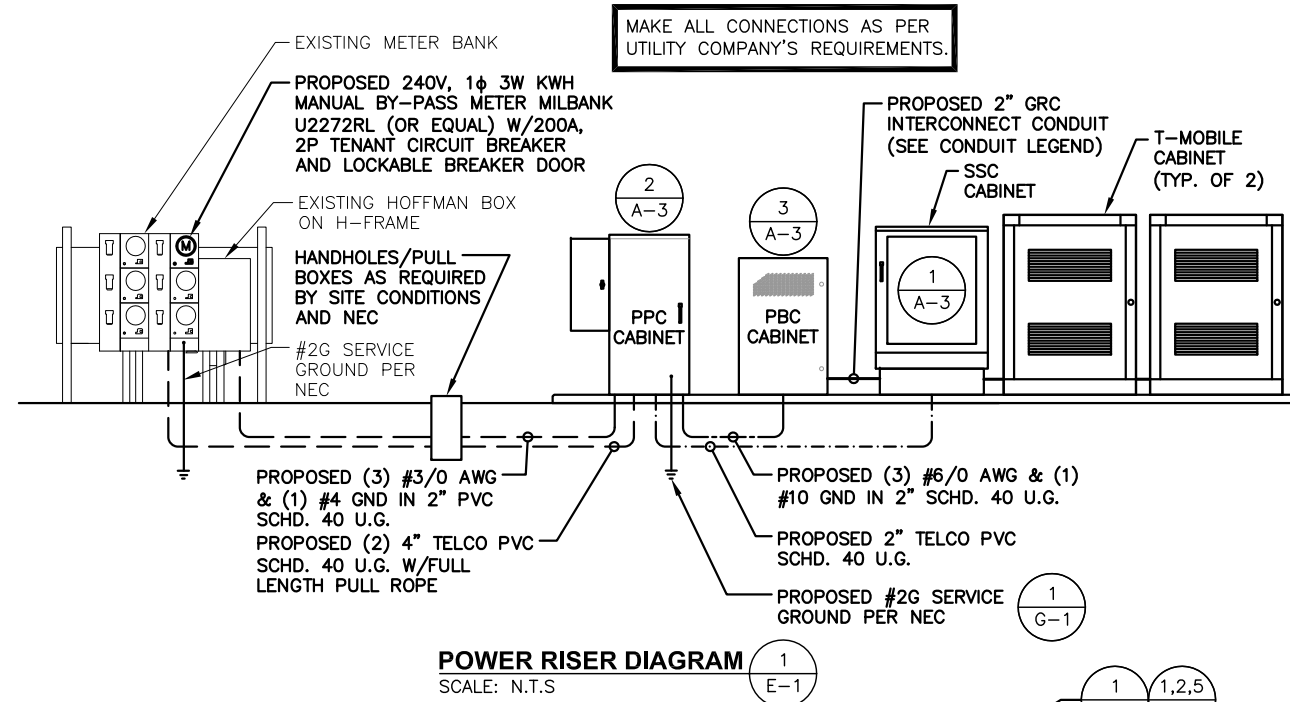 MAKE ALL CONNECTIONS AS PER
UTILITY COMPANY'S REQUIREMENTS.
EXISTING METER BANK
PROPOSED 240V, 1ϕ 3W KWH
MANUAL BY-PASS METER MILBANK
U2272RL (OR EQUAL) W/200A,
2P TENANT CIRCUIT BREAKER
AND LOCKABLE BREAKER DOOR
EXISTING HOFFMAN BOX
ON H-FRAME
HANDHOLES/PULL
BOXES AS REQUIRED
BY SITE CONDITIONS
AND NEC
#2G SERVICE
GROUND PER
NEC
M
2
A-3
PPC
CABINET
3
A-3
PBC
CABINET
PROPOSED 2" GRC
INTERCONNECT CONDUIT
(SEE CONDUIT LEGEND)
SSC
CABINET
1
A-3
T-MOBILE
CABINET
(TYP. OF 2)
PROPOSED (3) #3/0 AWG
& (1) #4 GND IN 2" PVC
SCHD. 40 U.G.
PROPOSED (2) 4" TELCO PVC
SCHD. 40 U.G. W/FULL
LENGTH PULL ROPE
PROPOSED (3) #6/0 AWG & (1)
#10 GND IN 2" SCHD. 40 U.G.
PROPOSED 2" TELCO PVC
SCHD. 40 U.G.
PROPOSED #2G SERVICE
GROUND PER NEC
1
G-1
POWER RISER DIAGRAM
SCALE: N.T.S
1
E-1
1
1,2,5